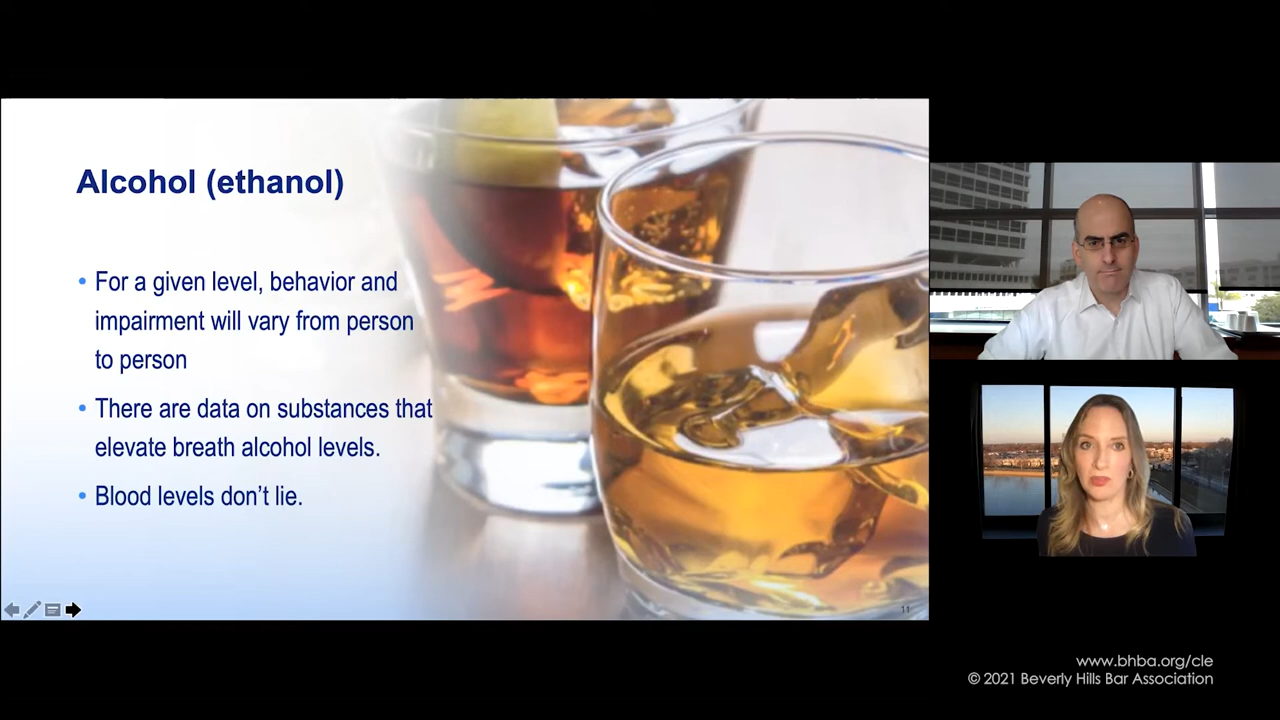 Alcohol (ethanol)
• For a given level, behavior and
impairment will vary from person
to person
• There are data on substances that
elevate breath alcohol levels.
• Blood levels don’t lie.
11
www.bhba.org/cle
© 2021 Beverly Hills Bar Association